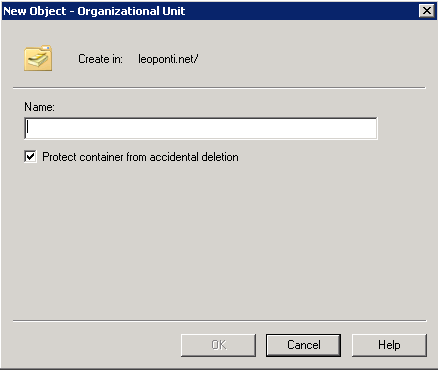 New Object - Organizational Unit
Create in: leoponti.net/
Name:
Protect container from accidental deletion
OK Cancel Help